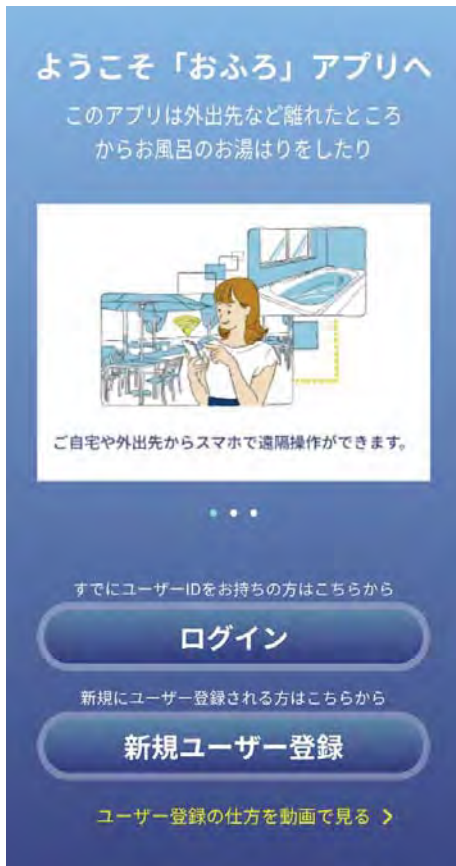 ようこそ「おふろ」アプリへ
このアプリは外出先など離れたところ
からお風呂のお湯はりをしたり
ご自宅や外出先からスマホで遠隔操作ができます。
すでにユーザーIDをお持ちの方はこちらから
ログイン
新規にユーザー登録される方はこちらから
新規ユーザー登録
ユーザー登録の仕方を動画で見る